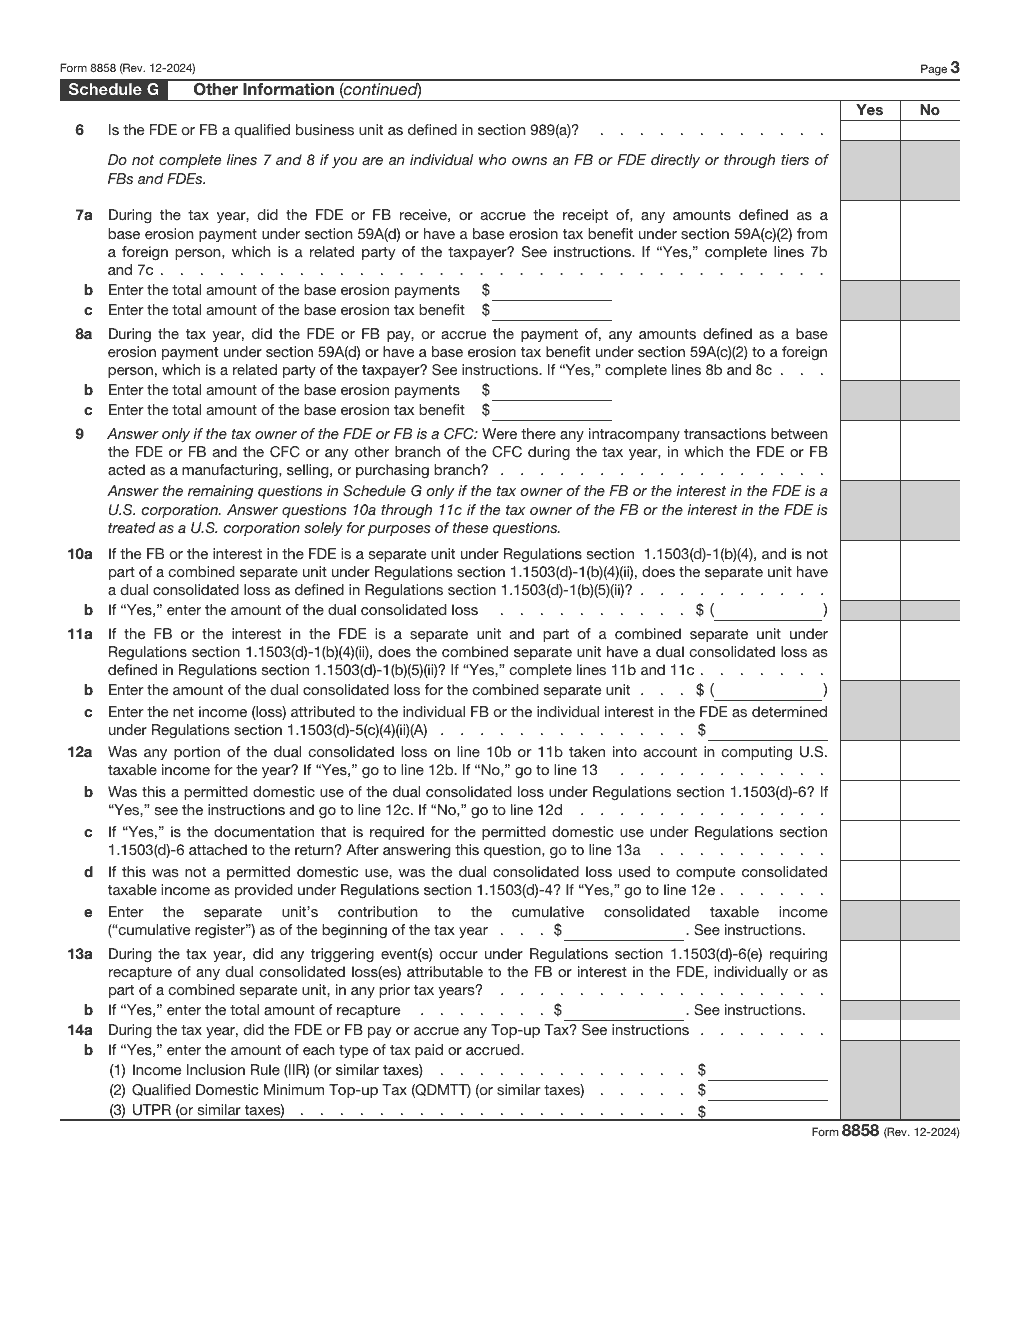 Form 8858 (Rev. 12-2024) Page 3
Schedule G Other Information (continued)
Yes No
6 Is the FDE or FB a qualified business unit as defined in section 989(a)? . . . . . . . . . . . .
Do not complete lines 7 and 8 if you are an individual who owns an FB or FDE directly or through tiers of
FBs and FDEs.
7a During the tax year, did the FDE or FB receive, or accrue the receipt of, any amounts defined as a
base erosion payment under section 59A(d) or have a base erosion tax benefit under section 59A(c)(2) from
a foreign person, which is a related party of the taxpayer? See instructions. If “Yes,” complete lines 7b
and 7c . . . . . . . . . . . . . . . . . . . . . . . . . . . . . . . . . .
b Enter the total amount of the base erosion payments $
c Enter the total amount of the base erosion tax benefit $
8a During the tax year, did the FDE or FB pay, or accrue the payment of, any amounts defined as a base
erosion payment under section 59A(d) or have a base erosion tax benefit under section 59A(c)(2) to a foreign
person, which is a related party of the taxpayer? See instructions. If “Yes,” complete lines 8b and 8c . . .
b Enter the total amount of the base erosion payments $
c Enter the total amount of the base erosion tax benefit $
9 Answer only if the tax owner of the FDE or FB is a CFC: Were there any intracompany transactions between
the FDE or FB and the CFC or any other branch of the CFC during the tax year, in which the FDE or FB
acted as a manufacturing, selling, or purchasing branch? . . . . . . . . . . . . . . . . .
Answer the remaining questions in Schedule G only if the tax owner of the FB or the interest in the FDE is a
U.S. corporation. Answer questions 10a through 11c if the tax owner of the FB or the interest in the FDE is
treated as a U.S. corporation solely for purposes of these questions.
10a If the FB or the interest in the FDE is a separate unit under Regulations section 1.1503(d)-1(b)(4), and is not
part of a combined separate unit under Regulations section 1.1503(d)-1(b)(4)(ii), does the separate unit have
a dual consolidated loss as defined in Regulations section 1.1503(d)-1(b)(5)(ii)? . . . . . . . . . .
b If “Yes,” enter the amount of the dual consolidated loss . . . . . . . . . . $ ( )
11a If the FB or the interest in the FDE is a separate unit and part of a combined separate unit under
Regulations section 1.1503(d)-1(b)(4)(ii), does the combined separate unit have a dual consolidated loss as
defined in Regulations section 1.1503(d)-1(b)(5)(ii)? If “Yes,” complete lines 11b and 11c . . . . . . .
b Enter the amount of the dual consolidated loss for the combined separate unit . . . $ ( )
c Enter the net income (loss) attributed to the individual FB or the individual interest in the FDE as determined
under Regulations section 1.1503(d)-5(c)(4)(ii)(A) . . . . . . . . . . . . . $
12a Was any portion of the dual consolidated loss on line 10b or 11b taken into account in computing U.S.
taxable income for the year? If “Yes,” go to line 12b. If “No,” go to line 13 . . . . . . . . . . .
b Was this a permitted domestic use of the dual consolidated loss under Regulations section 1.1503(d)-6? If
“Yes,” see the instructions and go to line 12c. If “No,” go to line 12d . . . . . . . . . . . . .
c If “Yes,” is the documentation that is required for the permitted domestic use under Regulations section
1.1503(d)-6 attached to the return? After answering this question, go to line 13a . . . . . . . . .
d If this was not a permitted domestic use, was the dual consolidated loss used to compute consolidated
taxable income as provided under Regulations section 1.1503(d)-4? If “Yes,” go to line 12e . . . . . .
e Enter the separate unit’s contribution to the cumulative consolidated taxable income
(“cumulative register”) as of the beginning of the tax year . . . $ . See instructions.
13a During the tax year, did any triggering event(s) occur under Regulations section 1.1503(d)-6(e) requiring
recapture of any dual consolidated loss(es) attributable to the FB or interest in the FDE, individually or as
part of a combined separate unit, in any prior tax years? . . . . . . . . . . . . . . . . .
b If “Yes,” enter the total amount of recapture . . . . . . . $ . See instructions.
14a During the tax year, did the FDE or FB pay or accrue any Top-up Tax? See instructions . . . . . . .
b If “Yes,” enter the amount of each type of tax paid or accrued.
(1) Income Inclusion Rule (IIR) (or similar taxes) . . . . . . . . . . . . . $
(2) Qualified Domestic Minimum Top-up Tax (QDMTT) (or similar taxes) . . . . . $
(3) UTPR (or similar taxes) . . . . . . . . . . . . . . . . . . . . $
Form 8858 (Rev. 12-2024)